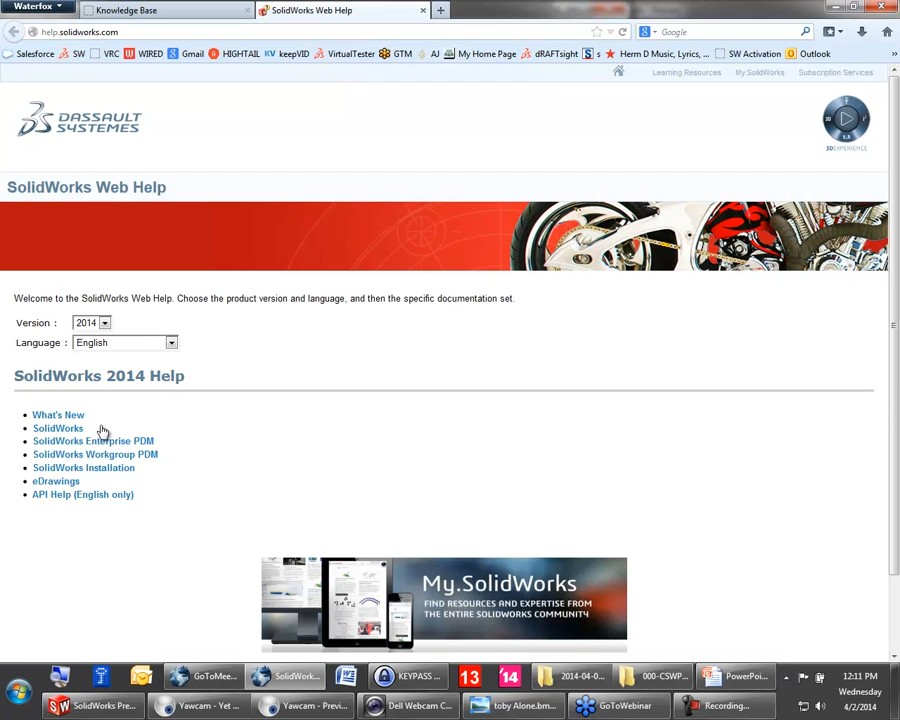 Waterfox
Knowledge Base
SolidWorks Web Help
help.solidworks.com
Google
Salesforce
SW
VRC
WIRED
Gmail
HIGHTAIL
KV keepVID
VirtualTester
GTM
AJ
My Home Page
dRAFTsight
S s
Herm D Music, Lyrics, ...
SW Activation
Outlook
Learning Resources
My.SolidWorks
Subscription Services
DASSAULT
SYSTEMES
3DEXPERIENCE
SolidWorks Web Help
Welcome to the SolidWorks Web Help. Choose the product version and language, and then the specific documentation set.
Version : 2014
Language : English
SolidWorks 2014 Help
What's New
SolidWorks
SolidWorks Enterprise PDM
SolidWorks Workgroup PDM
SolidWorks Installation
eDrawings
API Help (English only)
My.SolidWorks
FIND RESOURCES AND EXPERTISE FROM
THE ENTIRE SOLIDWORKS COMMUNITY
GoToMee...
SolidWork...
KEYPASS ...
13
'14
2014-04-0...
000-CSWP...
PowerPoi...
12:11 PM
Wednesday
4/2/2014
SolidWorks Pre...
Yawcam - Yet ...
Yawcam - Previ...
Dell Webcam C...
toby Alone.bm...
GoToWebinar
Recording...